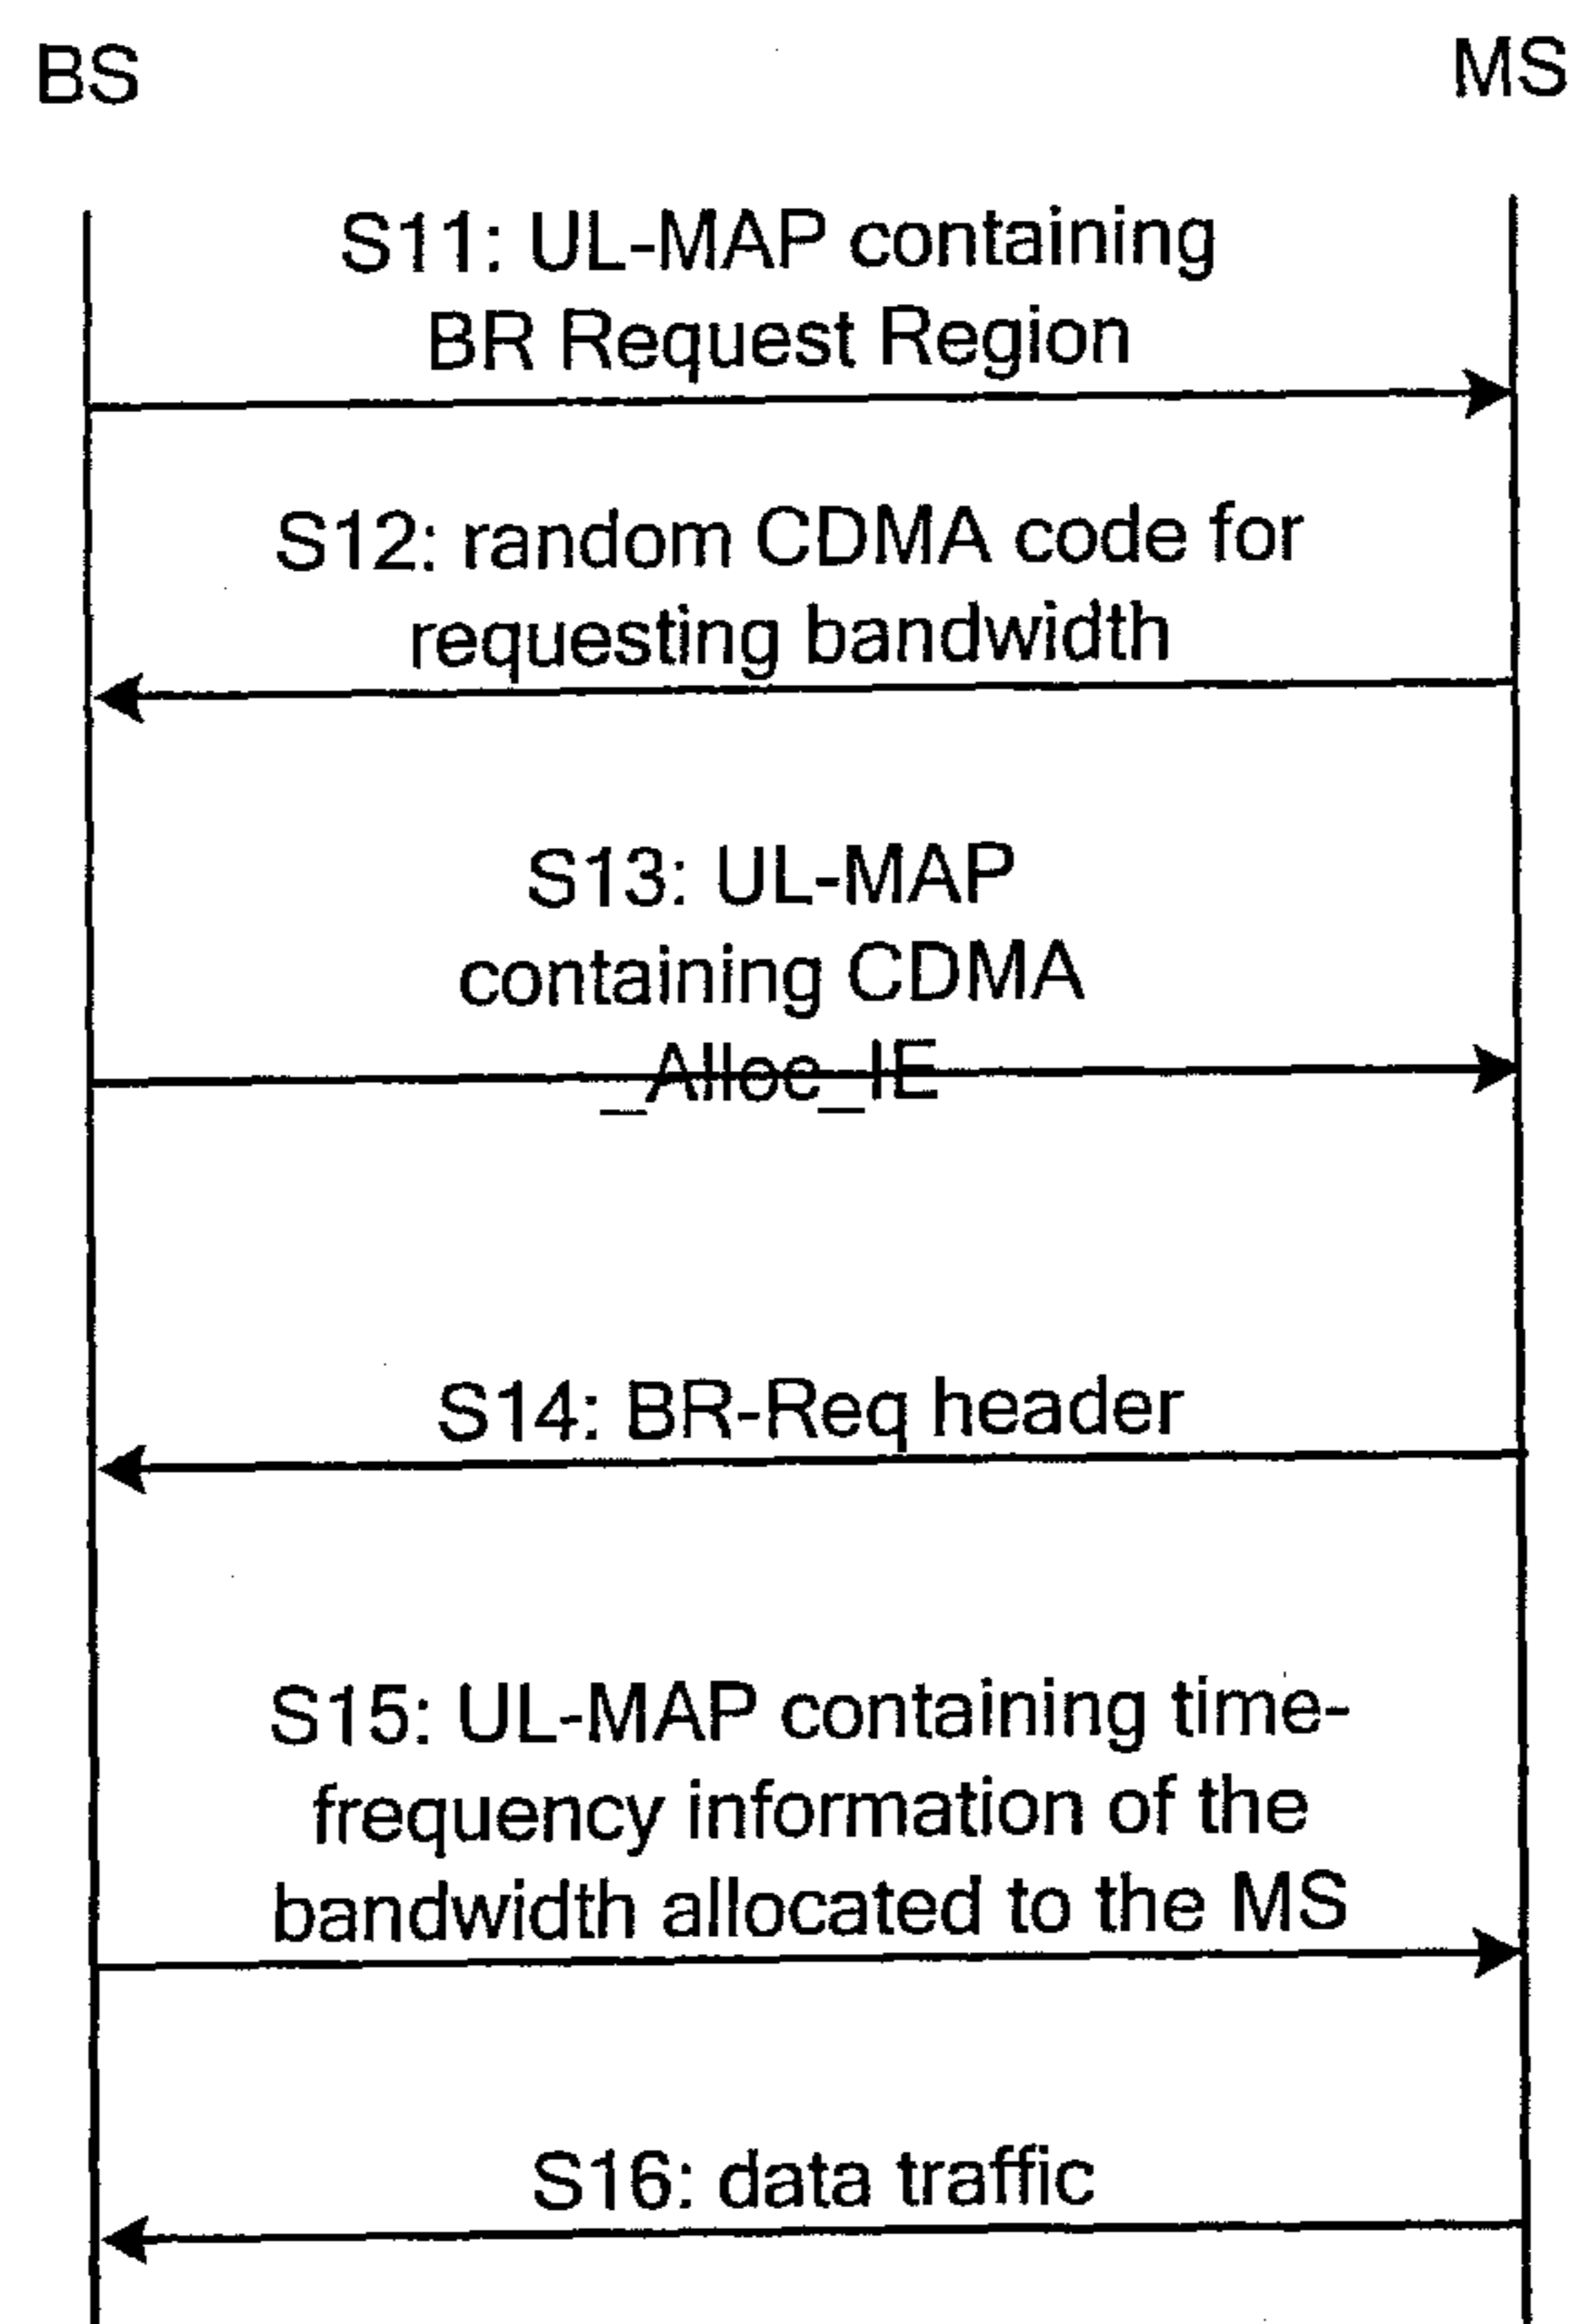 BS
MS
S11: UL-MAP containing
BR Request Region
S12: random CDMA code for
requesting bandwidth
S13: UL-MAP
containing CDMA
_Alloc_IE
S14: BR-Req header
S15: UL-MAP containing time-
frequency information of the
bandwidth allocated to the MS
S16: data traffic